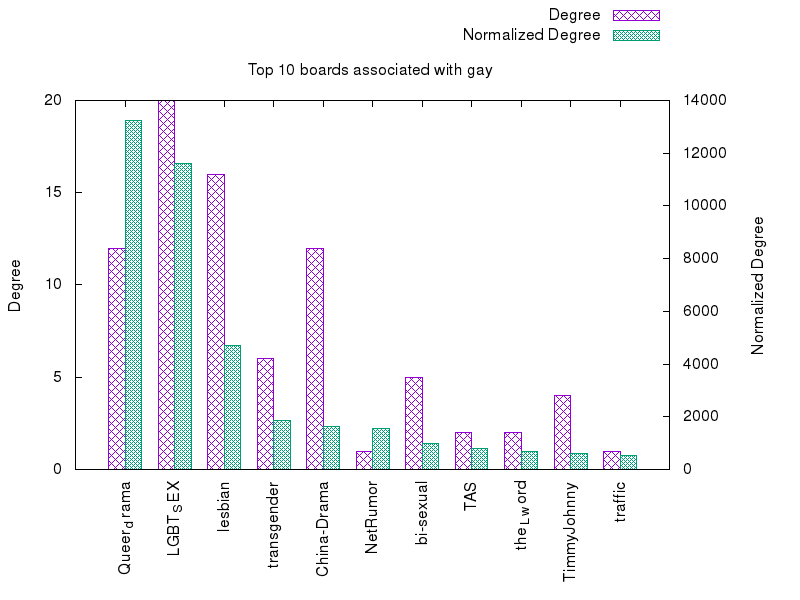 Degree
Normalized Degree
Top 10 boards associated with gay
20
15
10
5
0
14000
12000
10000
8000
6000
4000
2000
0
Degree
Normalized Degree
Queer_drama
LGBT_SEX
lesbian
transgender
China-Drama
NetRumor
bi-sexual
TAS
the_L_word
TimmyJohnny
traffic